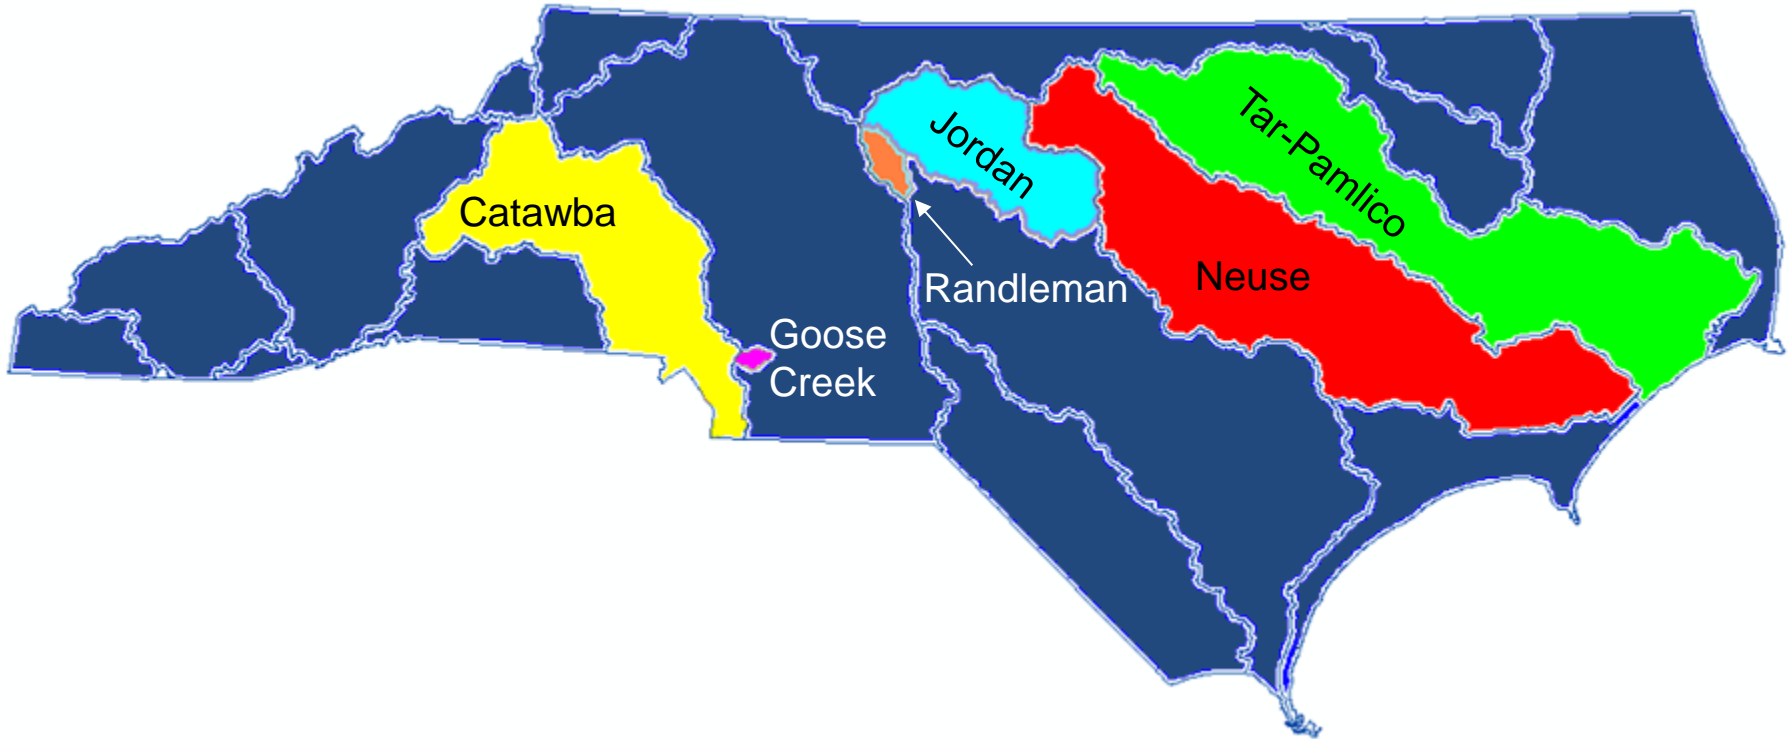 Catawba
Goose
Creek
Randleman
Jordan
Neuse
Tar-Pamlico